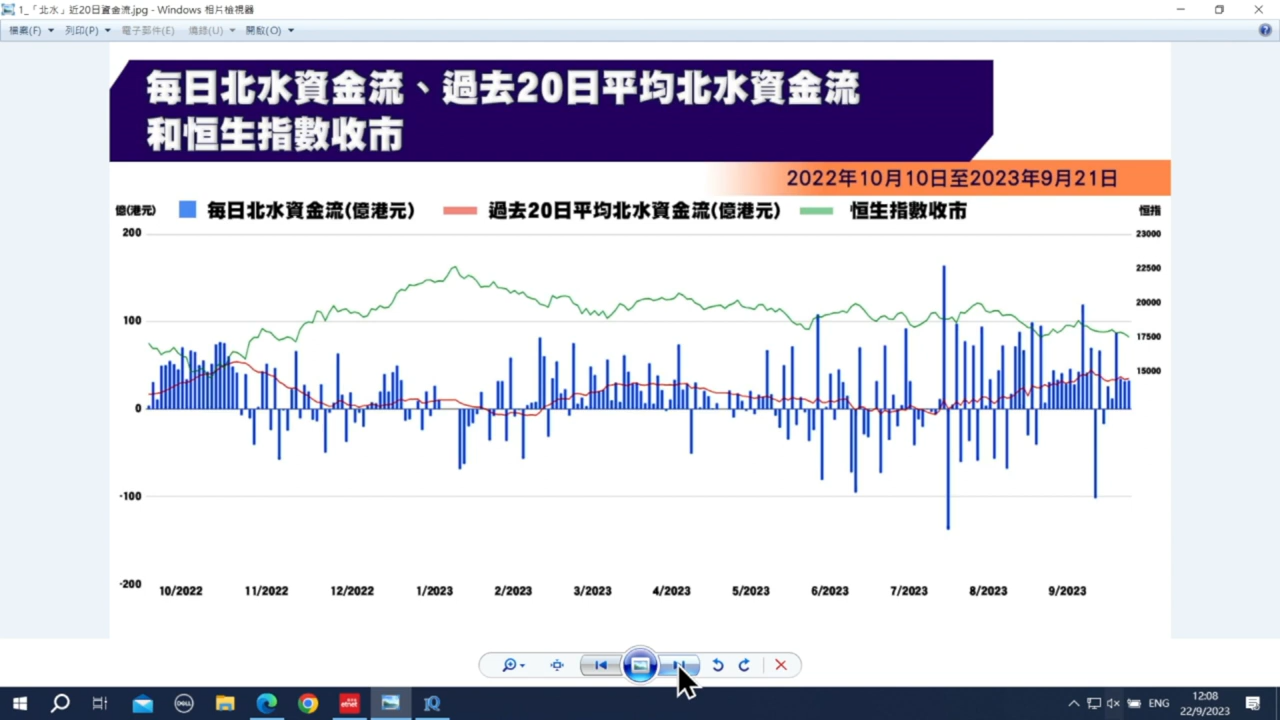 1_「北水」近20日資金流.jpg - Windows 相片檢視器
檔案(F) 列印(P) 電子郵件(E) 燒錄(U) 開啟(O)
每日北水資金流、過去20日平均北水資金流
和恒生指數收市
2022年10月10日至2023年9月21日
億(港元) 每日北水資金流(億港元) 過去20日平均北水資金流(億港元) 恒生指數收市 恒指
200 23000
22500
100 20000
17500
15000
0
-100
-200
10/2022 11/2022 12/2022 1/2023 2/2023 3/2023 4/2023 5/2023 6/2023 7/2023 8/2023 9/2023
DELL etnet IQ ENG 12:08
22/9/2023